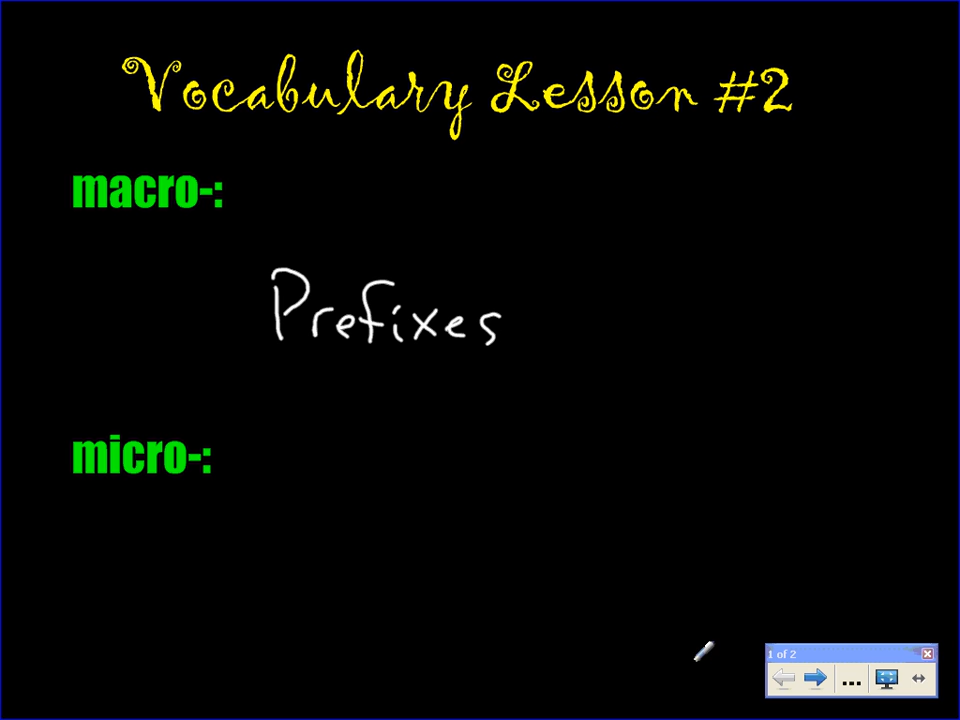 Vocabulary Lesson #2
macro-:
Prefixes
micro-:
1 of 2
...